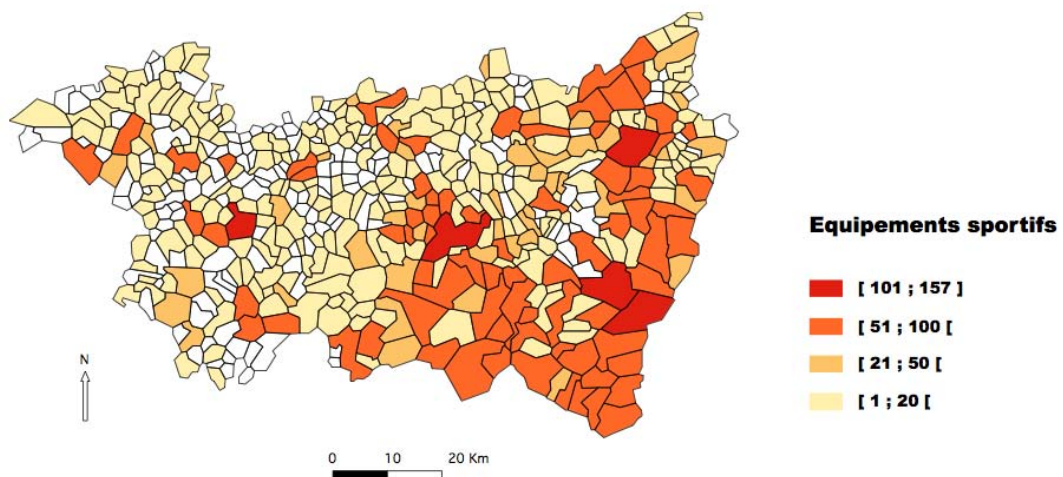 Equipements sportifs
[ 101 ; 157 ]
[ 51 ; 100 [
[ 21 ; 50 [
[ 1 ; 20 [
N
0 10 20 Km